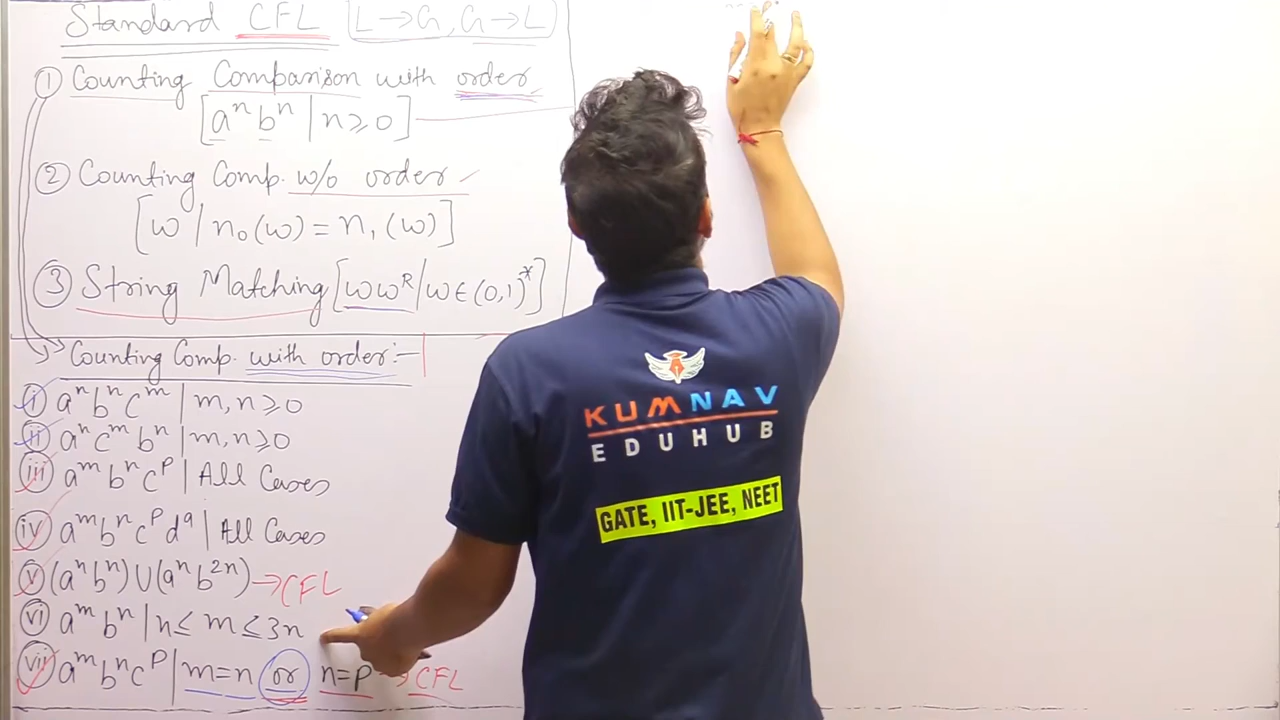 Standard CFL [L→G, G→L]
① Counting Comparison with order
[aⁿbⁿ | n≥0]
② Counting Comp. w/o order
[w | n₀(w) = n₁(w)]
③ String Matching [wwᴿ | w∈(0,1)*]
Counting Comp. with order:-
(i) aⁿbⁿcᵐ | m,n≥0
(ii) aⁿcᵐbⁿ | m,n≥0
(iii) aᵐbⁿcᵖ | All Cases
(iv) aᵐbⁿcᵖd^q | All Cases
(v) (aⁿbⁿ)∪(aⁿb²ⁿ)→CFL
(vi) aᵐbⁿ | n≤ m ≤3n
(vii) aᵐbⁿcᵖ | m=n or n=p → CFL
KUMNAV
EDUHUB
GATE, IIT-JEE, NEET